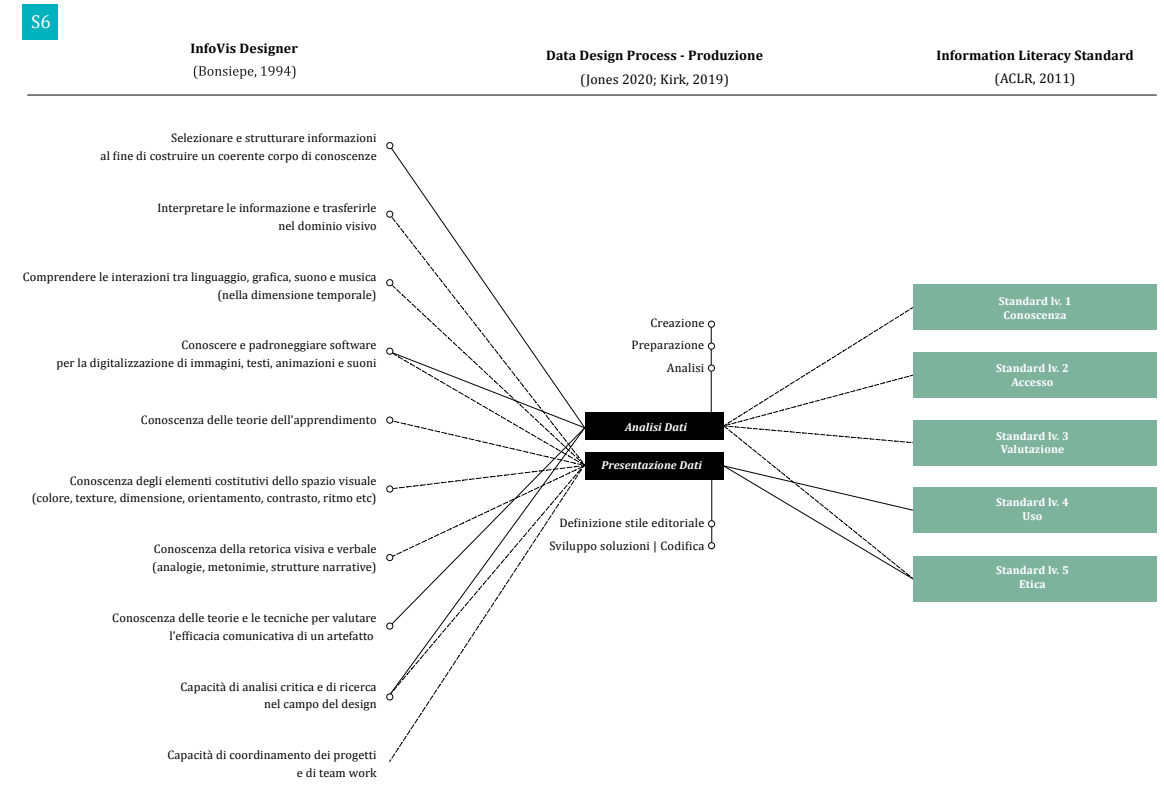 S6
InfoVis Designer
(Bonsiepe, 1994)
Data Design Process - Produzione
(Jones 2020; Kirk, 2019)
Information Literacy Standard
(ACLR, 2011)
Selezionare e strutturare informazioni
al fine di costruire un coerente corpo di conoscenze
Interpretare le informazione e trasferirle
nel dominio visivo
Comprendere le interazioni tra linguaggio, grafica, suono e musica
(nella dimensione temporale)
Conoscere e padroneggiare software
per la digitalizzazione di immagini, testi, animazioni e suoni
Conoscenza delle teorie dell'apprendimento
Conoscenza degli elementi costitutivi dello spazio visuale
(colore, texture, dimensione, orientamento, contrasto, ritmo etc)
Conoscenza della retorica visiva e verbale
(analogie, metonimie, strutture narrative)
Conoscenza delle teorie e le tecniche per valutare
l'efficacia comunicativa di un artefatto
Capacità di analisi critica e di ricerca
nel campo del design
Capacità di coordinamento dei progetti
e di team work
Creazione
Preparazione
Analisi
Analisi Dati
Presentazione Dati
Definizione stile editoriale
Sviluppo soluzioni | Codifica
Standard lv. 1
Conoscenza
Standard lv. 2
Accesso
Standard lv. 3
Valutazione
Standard lv. 4
Uso
Standard lv. 5
Etica